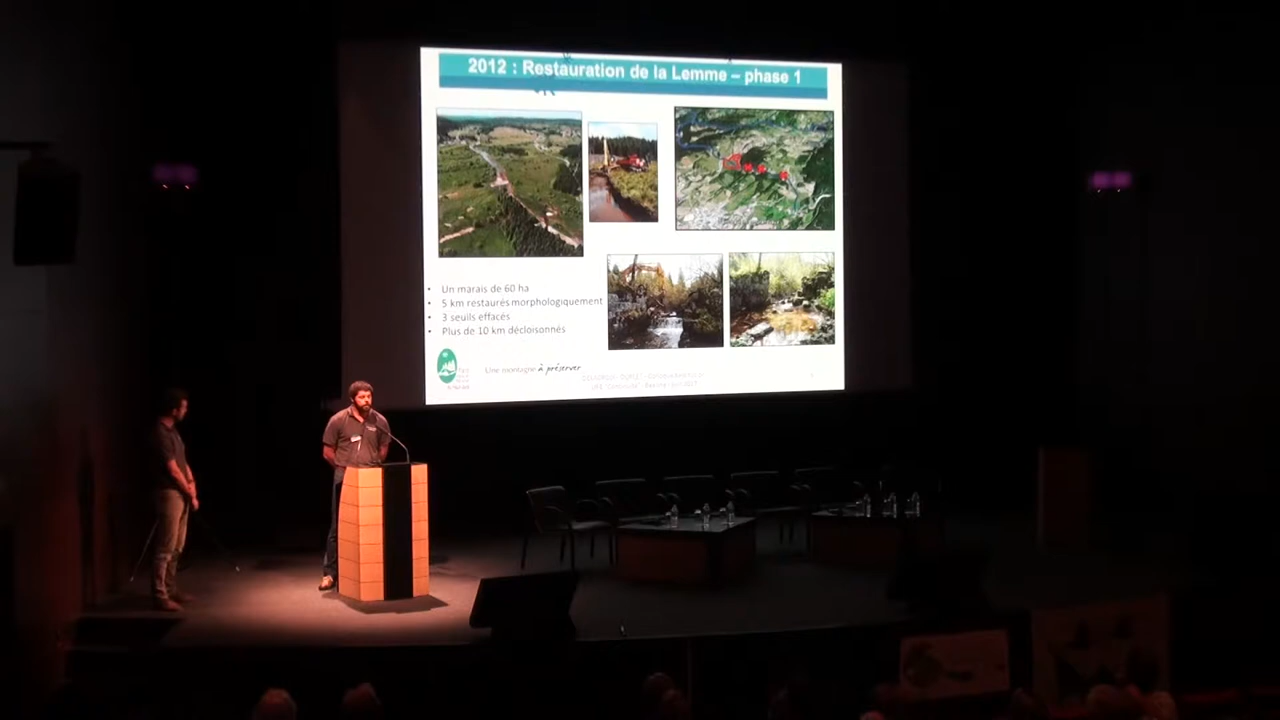 2012 : Restauration de la Lemme – phase 1
• Un marais de 60 ha
• 5 km restaurés morphologiquement
• 3 seuils effacés
• Plus de 10 km décloisonnés
Une montagne à préserver